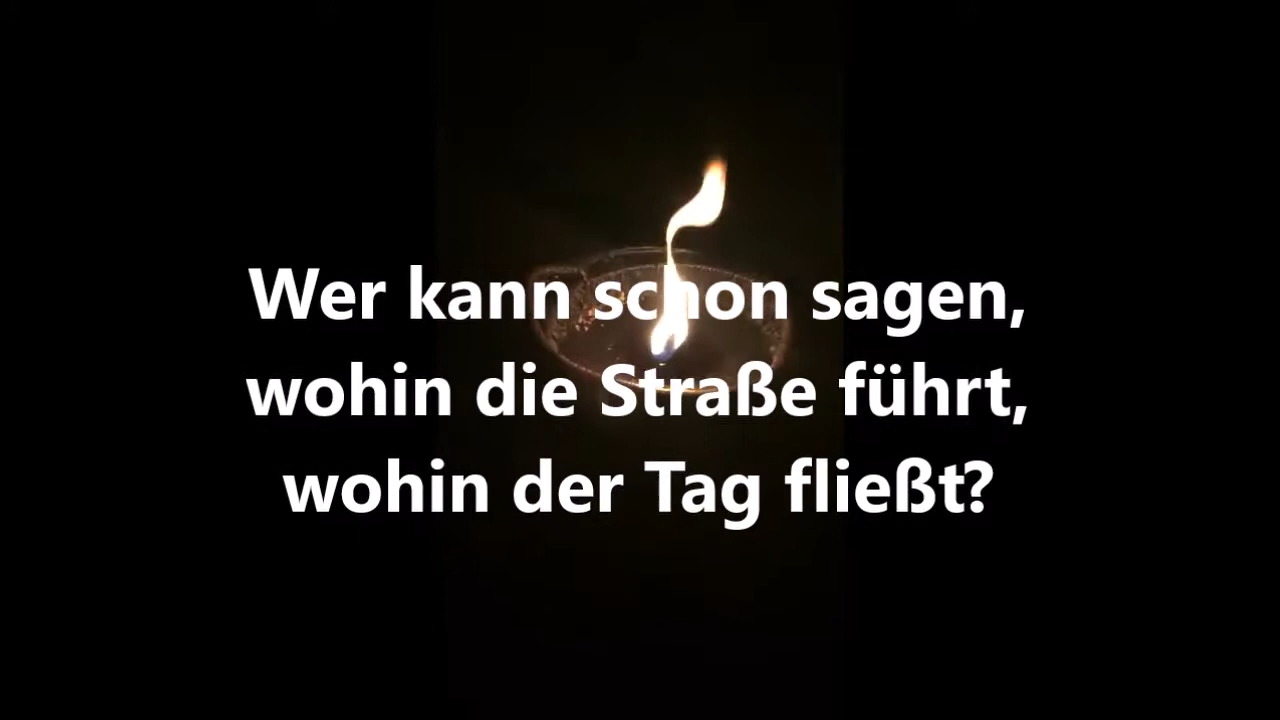 Wer kann schon sagen,
wohin die Straße führt,
wohin der Tag fließt?